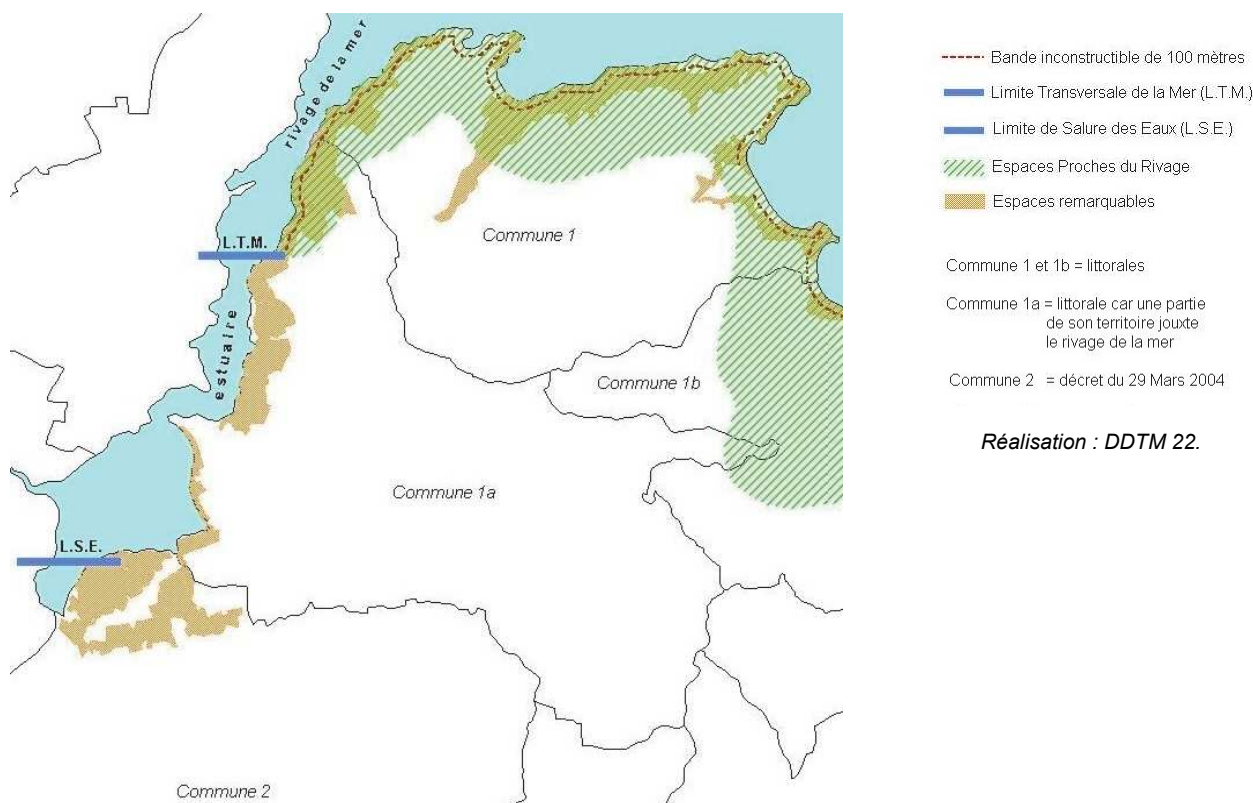 rivage de la mer
L.T.M.
estuaire
L.S.E.
Commune 1
Commune 1b
Commune 1a
Commune 2
Bande inconstructible de 100 mètres
Limite Transversale de la Mer (L.T.M.)
Limite de Salure des Eaux (L.S.E.)
Espaces Proches du Rivage
Espaces remarquables
Commune 1 et 1b = littorales
Commune 1a = littorale car une partie
de son territoire jouxte
le rivage de la mer
Commune 2 = décret du 29 Mars 2004
Réalisation : DDTM 22.